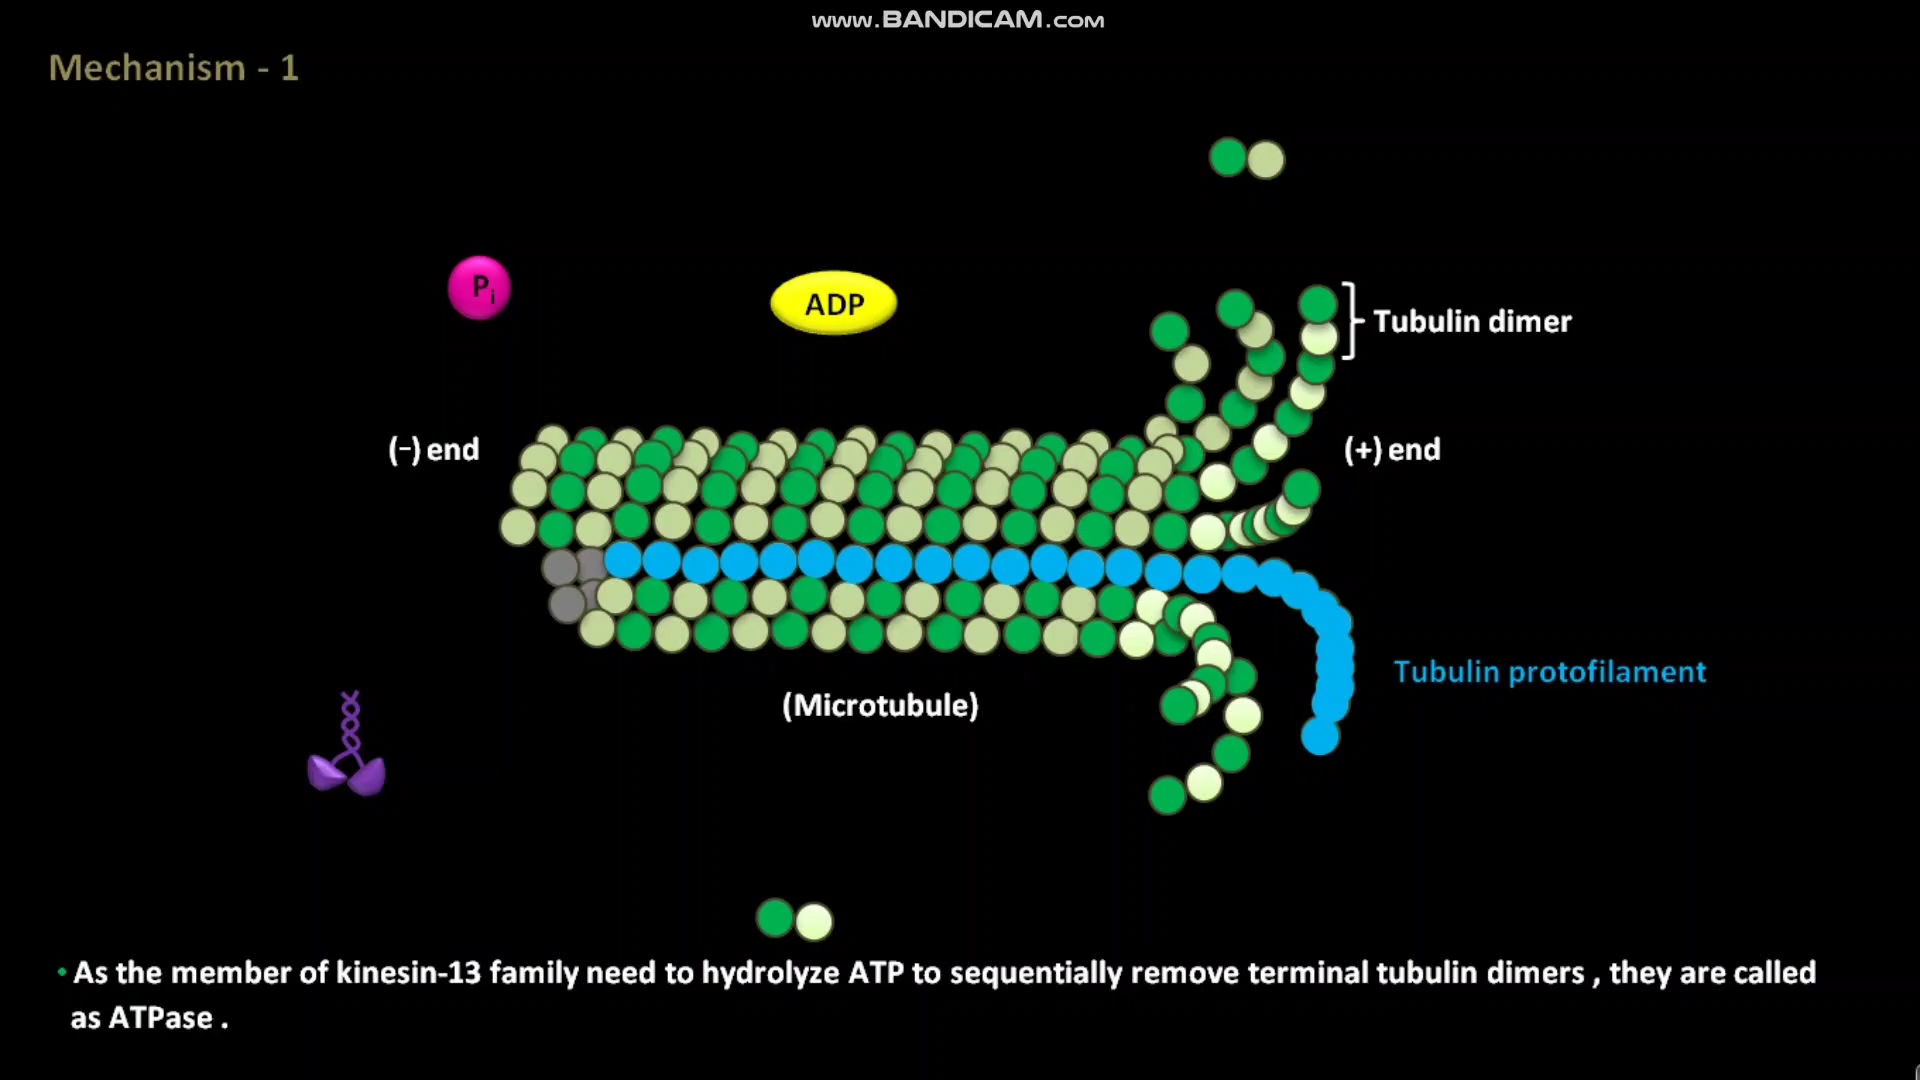 www.BANDICAM.com
Mechanism - 1
Pi
ADP
Tubulin dimer
(−) end
(+) end
Tubulin protofilament
(Microtubule)
• As the member of kinesin-13 family need to hydrolyze ATP to sequentially remove terminal tubulin dimers , they are called
as ATPase .